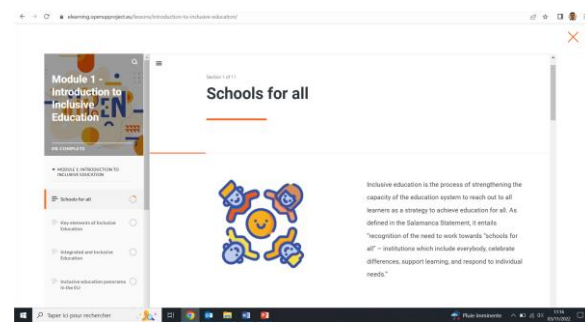 elearning.openupproject.eu/lessons/introduction-to-inclusive-education/
Module 1 -
Introduction to
Inclusive
Education
0% COMPLETE
MODULE 1: INTRODUCTION TO
INCLUSIVE EDUCATION
Schools for all
Key elements of Inclusive
Education
Integrated and Inclusive
Education
Inclusive education panorama
in the EU
Section 1 of 11
Schools for all
Inclusive education is the process of strengthening the
capacity of the education system to reach out to all
learners as a strategy to achieve education for all. As
defined in the Salamanca Statement, it entails
"recognition of the need to work towards "schools for
all" – institutions which include everybody, celebrate
differences, support learning, and respond to individual
needs."
Taper ici pour rechercher
Pluie imminente
11:16
03/11/2022